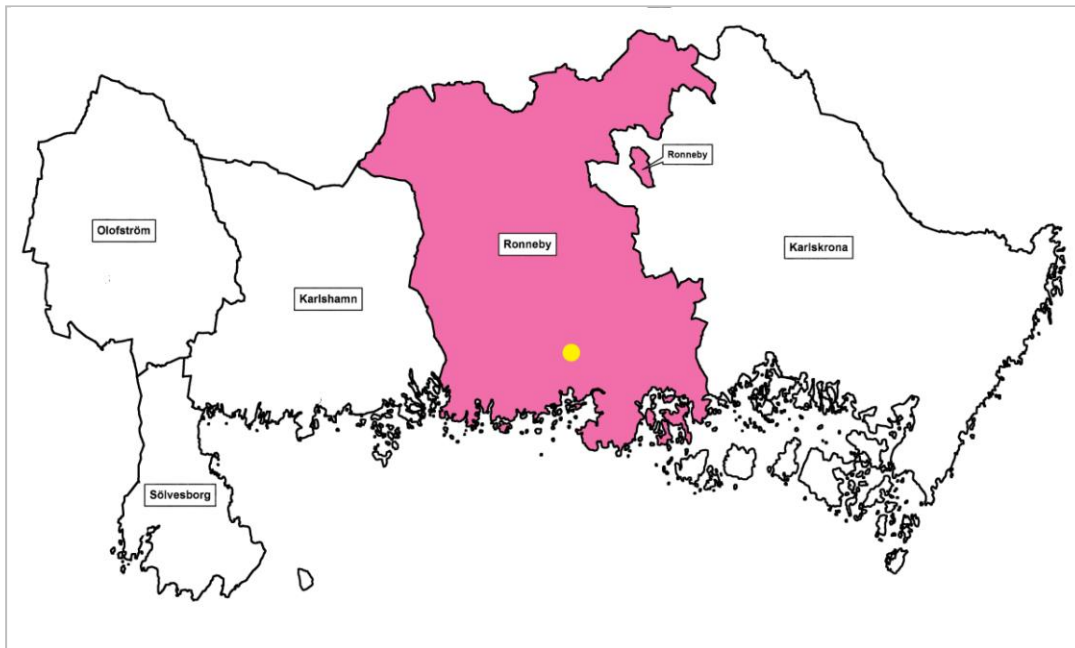 Ronneby
Olofström
Ronneby
Karlskrona
Karlshamn
Sölvesborg